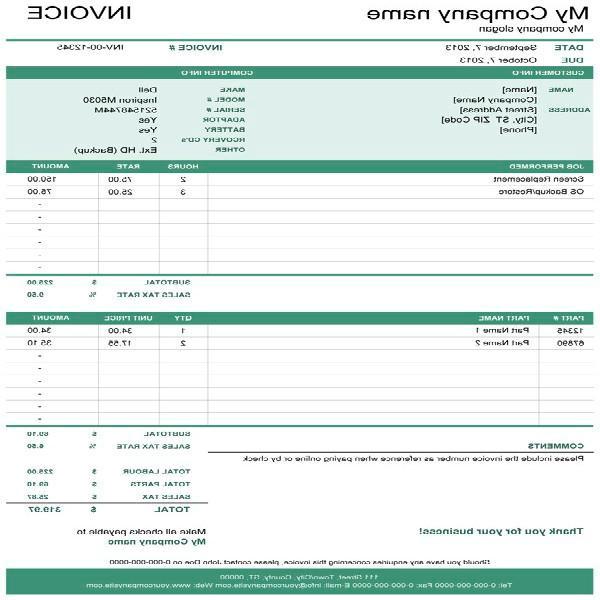 My Company name INVOICE
My company slogan
DATE September 7, 2013 INVOICE # INV-00-12345
DUE October 7, 2013
CUSTOMER INFO COMPUTER INFO
NAME [Name] MAKE Dell
[Company Name] MODEL # Inspiron M5030
ADDRESS [Street Address] SERIAL # 52154874M
[City, ST ZIP Code] ADAPTOR Yes
[Phone] BATTERY Yes
RCOVERY CD's 2
OTHER Ext. HD (Backup)
JOB PERFORMED HOURS RATE AMOUNT
Screen Replacement 2 75.00 150.00
OS Backup/Restore 3 25.00 75.00
-
-
-
-
-
-
SUBTOTAL $ 225.00
SALES TAX RATE % 9.50
PART # PART NAME QTY UNIT PRICE AMOUNT
12345 Part Name 1 1 34.00 34.00
67890 Part Name 2 2 17.55 35.10
-
-
-
-
-
-
SUBTOTAL $ 69.10
COMMENTS SALES TAX RATE % 6.50
Please include the invoice number as reference when paying online or by check
TOTAL LABOUR $ 225.00
TOTAL PARTS $ 69.10
SALES TAX $ 25.87
TOTAL $ 319.97
Thank you for your business! Make all checks payable to
My Company name
Should you have any enquiries concerning this invoice, please contact John Doe on 0-000-000-0000
111 Street, Town/City, County, ST, 00000
Tel: 0-000-000-0000 Fax: 0-000-000-0000 E-mail: info@yourcompanysite.com Web: www.yourcompanysite.com